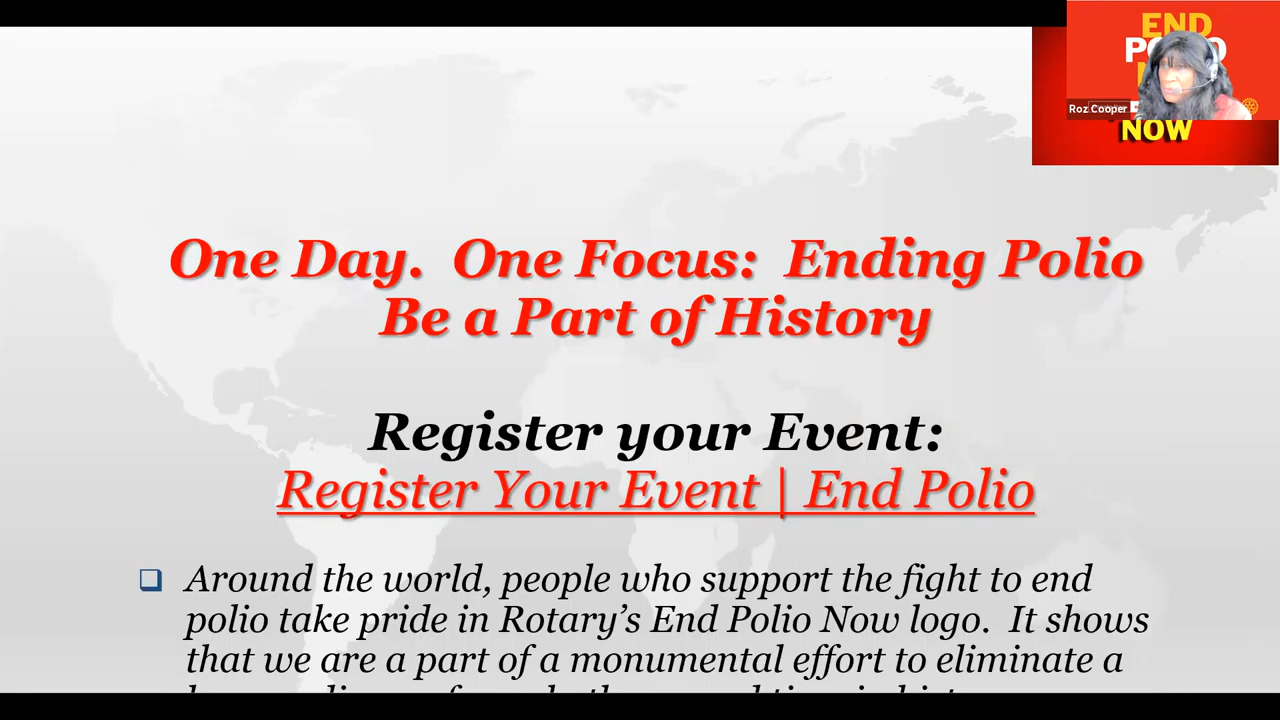 END
Roz Cooper
NOW
One Day.  One Focus:  Ending Polio
Be a Part of History
Register your Event:
Register Your Event | End Polio
❑ Around the world, people who support the fight to end
polio take pride in Rotary’s End Polio Now logo.  It shows
that we are a part of a monumental effort to eliminate a